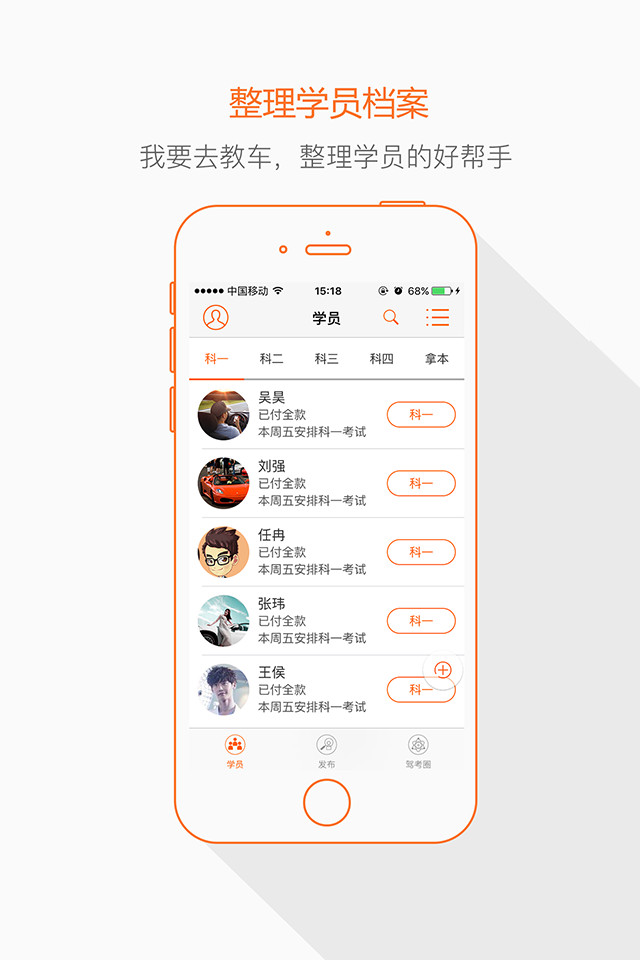 整理学员档案
我要去教车，整理学员的好帮手
中国移动 15:18 68%
学员
科一 科二 科三 科四 拿本
吴昊
已付全款
本周五安排科一考试
科一
刘强
已付全款
本周五安排科一考试
科一
任冉
已付全款
本周五安排科一考试
科一
张玮
已付全款
本周五安排科一考试
科一
王侯
已付全款
本周五安排科一考试
科一
学员 发布 驾考圈